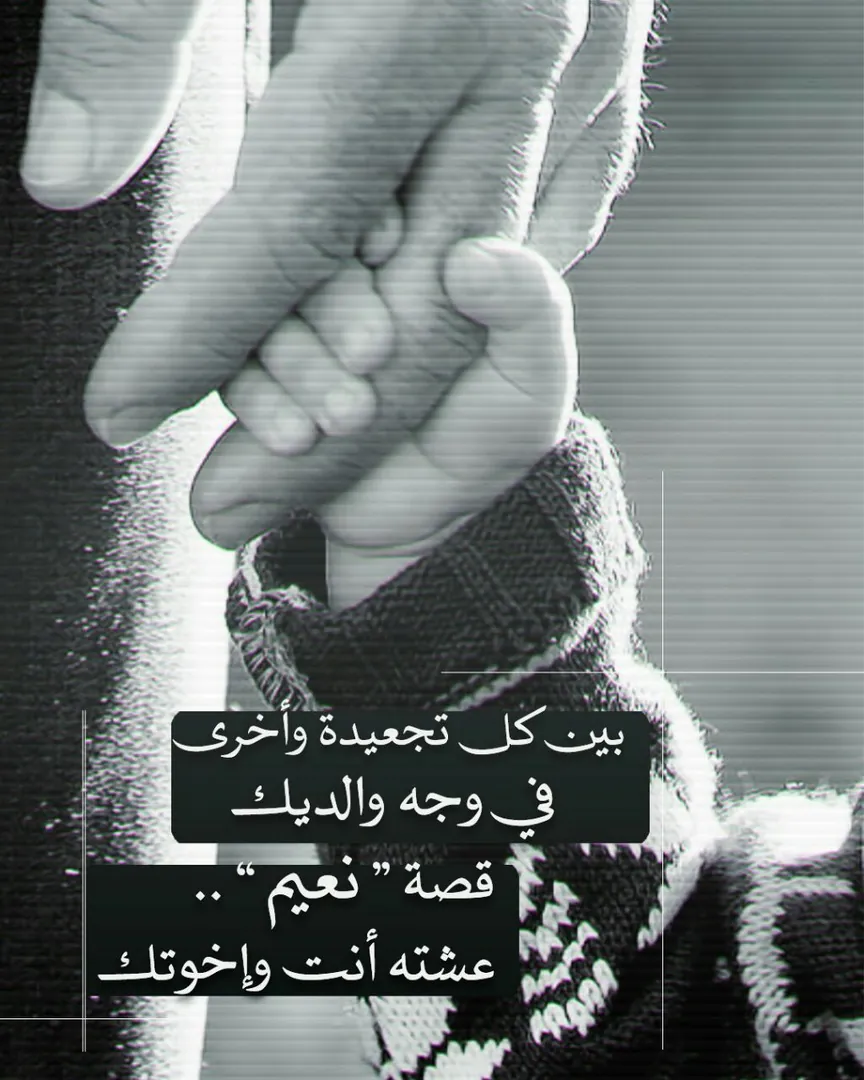 بين كل تجعيدة وأخرى
في وجه والديك
قصة ” نعيم “ ..
عشته أنت وإخوتك